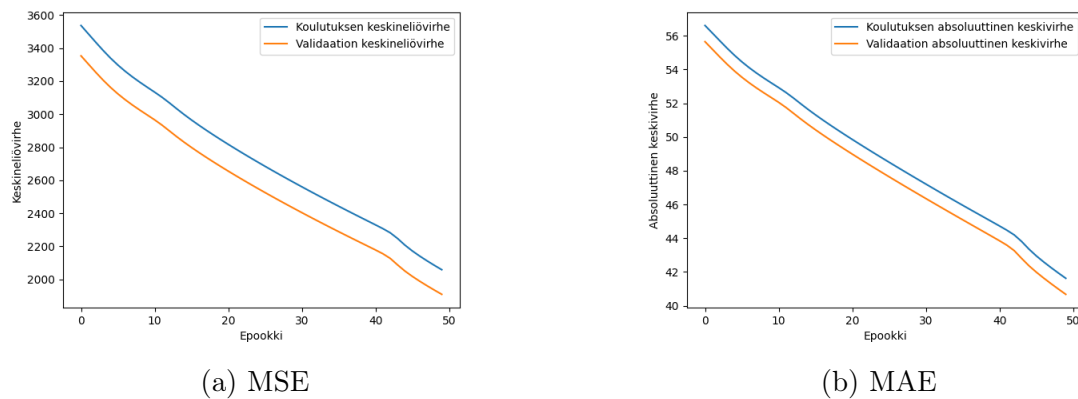 3600
3400
3200
3000
2800
2600
2400
2200
2000
Keskineliövirhe
Koulutuksen keskineliövirhe
Validaation keskineliövirhe
0 10 20 30 40 50
Epookki
(a) MSE
56
54
52
50
48
46
44
42
40
Absoluuttinen keskivirhe
Koulutuksen absoluuttinen keskivirhe
Validaation absoluuttinen keskivirhe
0 10 20 30 40 50
Epookki
(b) MAE